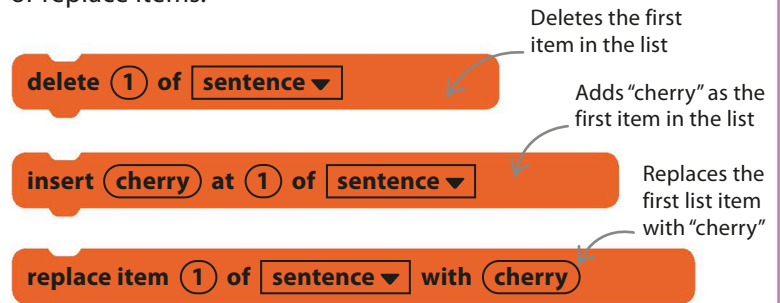 or replace items.
Deletes the first
item in the list
delete 1 of sentence
Adds “cherry” as the
first item in the list
insert cherry at 1 of sentence
Replaces the
first list item
with “cherry”
replace item 1 of sentence with cherry